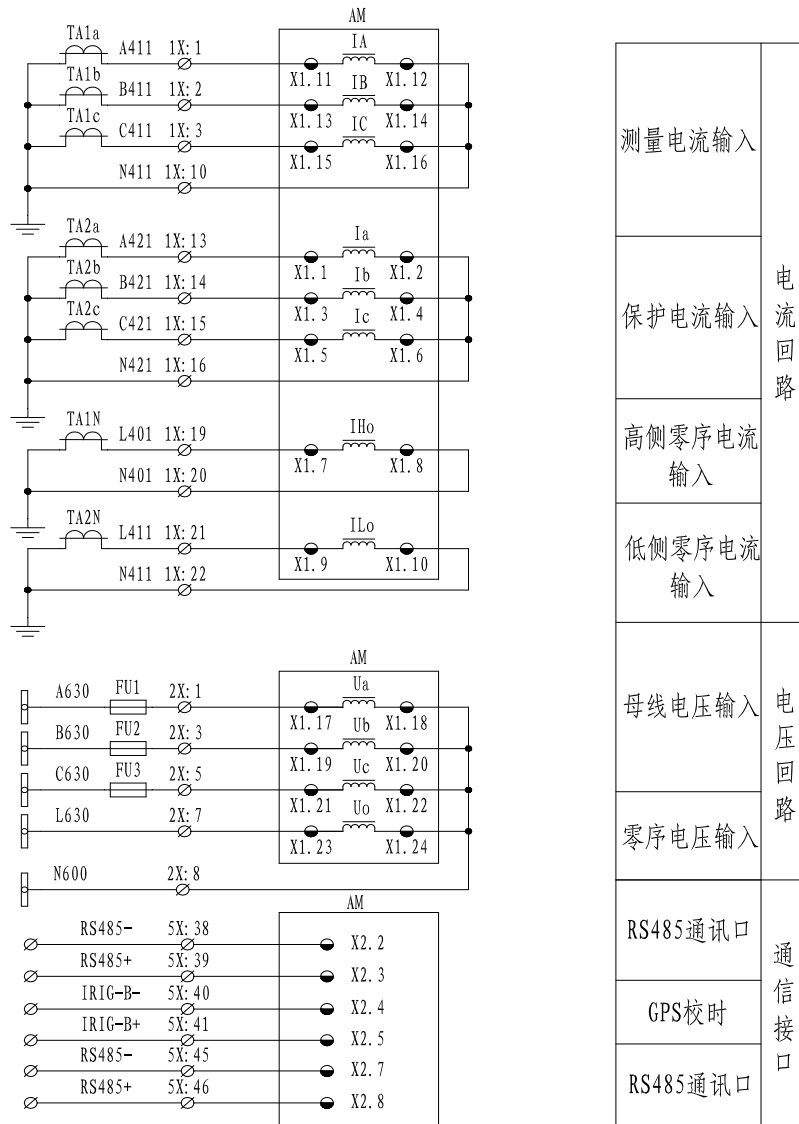 AM
TA1a A411 1X:1 IA
X1.11 X1.12
TA1b B411 1X:2 IB
X1.13 X1.14
TA1c C411 1X:3 IC
X1.15 X1.16
N411 1X:10
测量电流输入
TA2a A421 1X:13 Ia
X1.1 X1.2
TA2b B421 1X:14 Ib
X1.3 X1.4
TA2c C421 1X:15 Ic
X1.5 X1.6
N421 1X:16
保护电流输入
电
流
回
路
TA1N L401 1X:19 IHo
X1.7 X1.8
N401 1X:20
高侧零序电流
输入
TA2N L411 1X:21 ILo
X1.9 X1.10
N411 1X:22
低侧零序电流
输入
AM
A630 FU1 2X:1 Ua
X1.17 X1.18
B630 FU2 2X:3 Ub
X1.19 X1.20
C630 FU3 2X:5 Uc
X1.21 X1.22
L630 2X:7 Uo
X1.23 X1.24
N600 2X:8
母线电压输入
零序电压输入
电
压
回
路
AM
RS485- 5X:38 X2.2
RS485+ 5X:39 X2.3
IRIG-B- 5X:40 X2.4
IRIG-B+ 5X:41 X2.5
RS485- 5X:45 X2.7
RS485+ 5X:46 X2.8
RS485通讯口
GPS校时
RS485通讯口
通
信
接
口